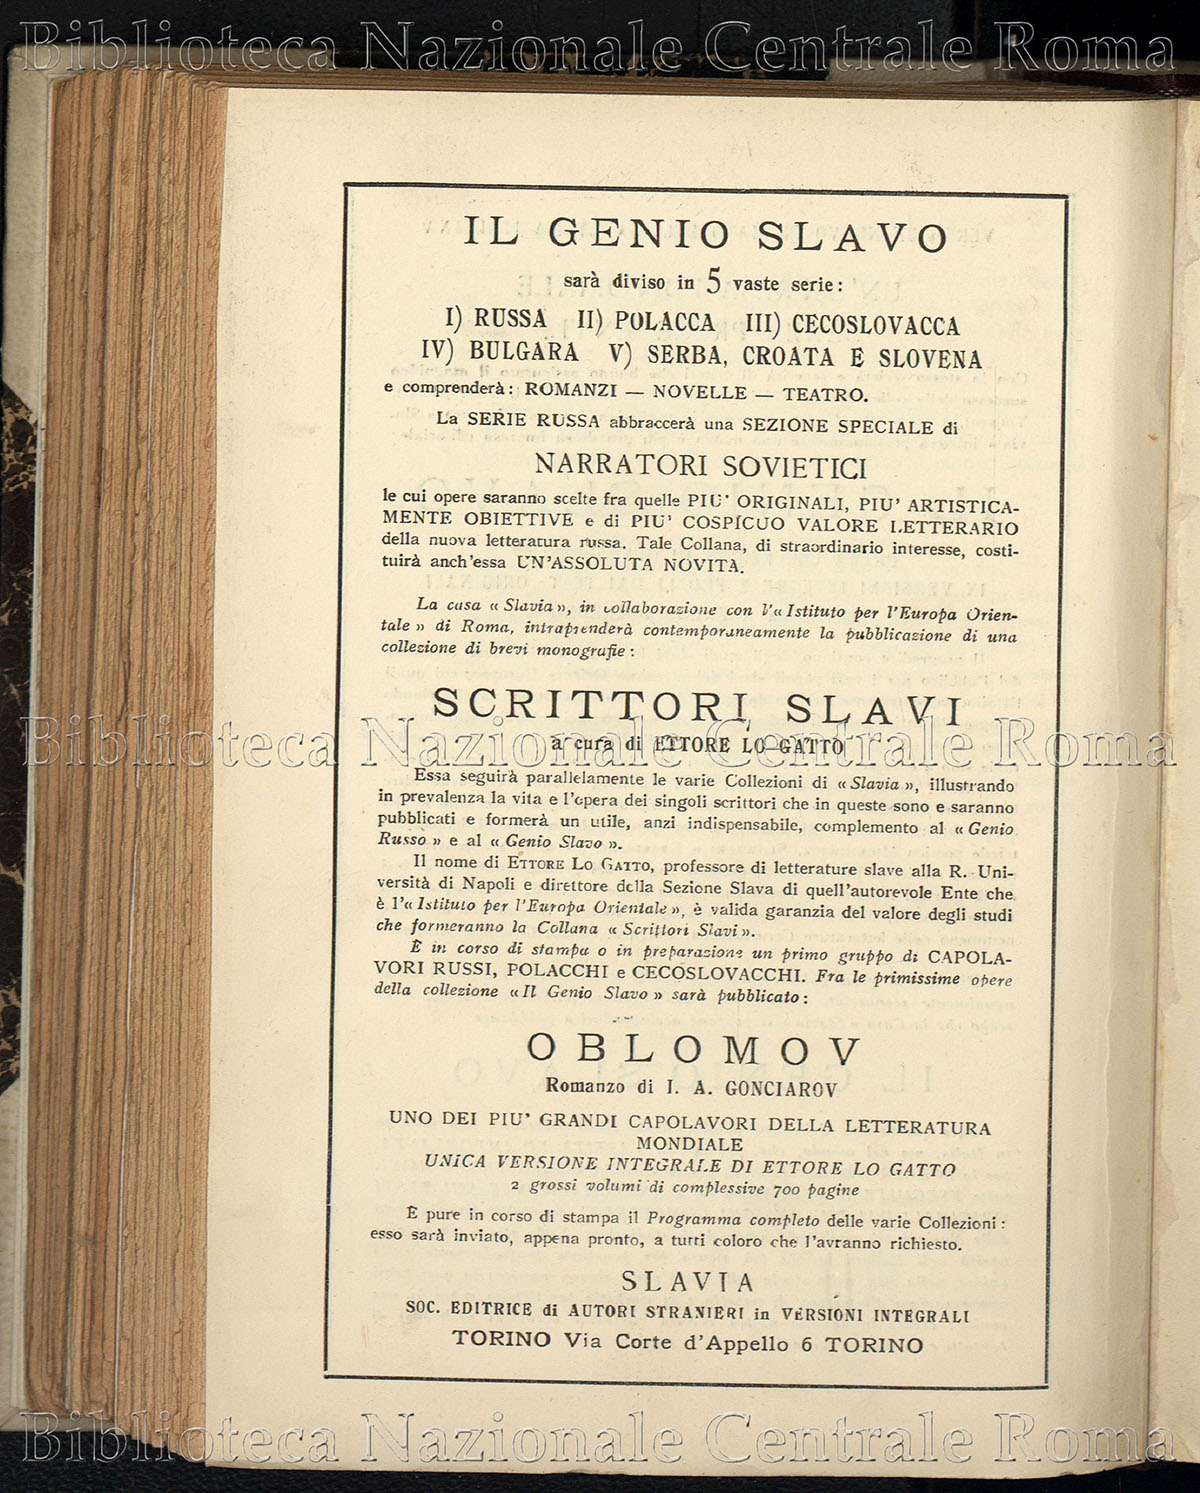 Biblioteca Nazionale Centrale Roma
IL GENIO SLAVO
sarà diviso in 5 vaste serie:
I) RUSSA II) POLACCA III) CECOSLOVACCA
IV) BULGARA V) SERBA, CROATA E SLOVENA
e comprenderà: ROMANZI — NOVELLE — TEATRO.
La SERIE RUSSA abbraccerà una SEZIONE SPECIALE di
NARRATORI SOVIETICI
le cui opere saranno scelte fra quelle PIU' ORIGINALI, PIU' ARTISTICA-
MENTE OBIETTIVE e di PIU' COSPICUO VALORE LETTERARIO
della nuova letteratura russa. Tale Collana, di straordinario interesse, costi-
tuirà anch'essa UN'ASSOLUTA NOVITÀ.
La casa « Slavia », in collaborazione con l'« Istituto per l'Europa Orien-
tale » di Roma, intraprenderà contemporaneamente la pubblicazione di una
collezione di brevi monografie:
SCRITTORI SLAVI
Biblioteca Nazionale Centrale Roma
a cura di ETTORE LO GATTO
Essa seguirà parallelamente le varie Collezioni di « Slavia », illustrando
in prevalenza la vita e l'opera dei singoli scrittori che in queste sono e saranno
pubblicati e formerà un utile, anzi indispensabile, complemento al « Genio
Russo » e al « Genio Slavo ».
Il nome di ETTORE LO GATTO, professore di letterature slave alla R. Uni-
versità di Napoli e direttore della Sezione Slava di quell'autorevole Ente che
è l'« Istituto per l'Europa Orientale », è valida garanzia del valore degli studi
che formeranno la Collana « Scrittori Slavi ».
È in corso di stampa o in preparazione un primo gruppo di CAPOLA-
VORI RUSSI, POLACCHI e CECOSLOVACCHI. Fra le primissime opere
della collezione « Il Genio Slavo » sarà pubblicato:
OBLOMOV
Romanzo di I. A. GONCIAROV
UNO DEI PIU' GRANDI CAPOLAVORI DELLA LETTERATURA
MONDIALE
UNICA VERSIONE INTEGRALE DI ETTORE LO GATTO
2 grossi volumi di complessive 700 pagine
È pure in corso di stampa il Programma completo delle varie Collezioni:
esso sarà inviato, appena pronto, a tutti coloro che l'avranno richiesto.
SLAVIA
SOC. EDITRICE di AUTORI STRANIERI in VERSIONI INTEGRALI
TORINO Via Corte d'Appello 6 TORINO
Biblioteca Nazionale Centrale Roma